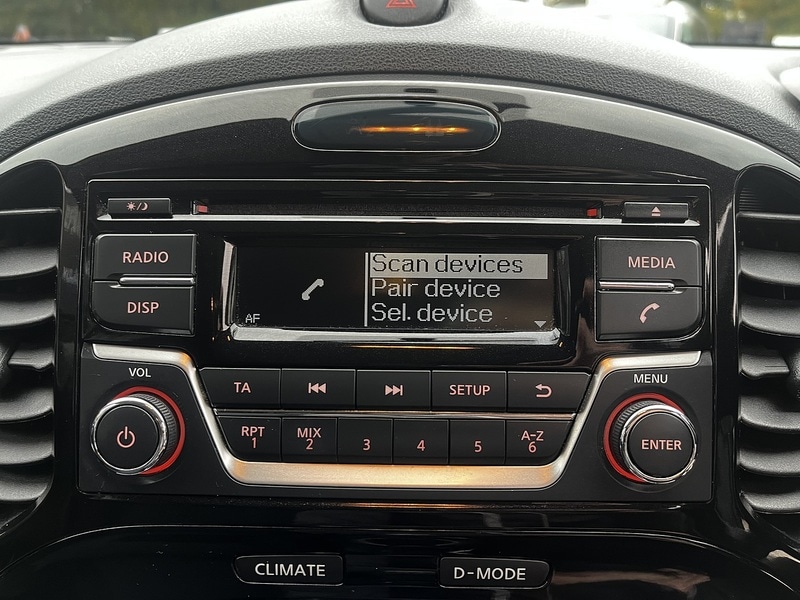 RADIO
DISP
AF
Scan devices
Pair device
Sel. device
MEDIA
VOL
TA
SETUP
MENU
RPT
1
MIX
2
3
4
5
A-Z
6
ENTER
CLIMATE
D-MODE